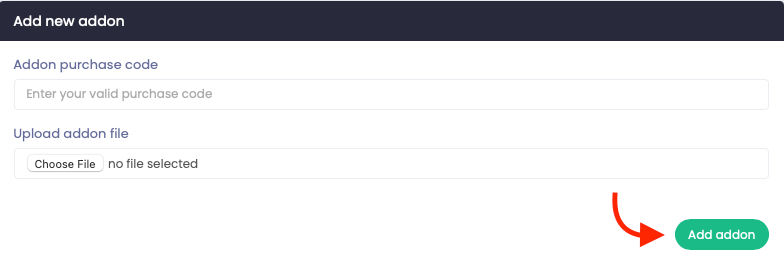 Add new addon
Addon purchase code
Enter your valid purchase code
Upload addon file
Choose File no file selected
Add addon